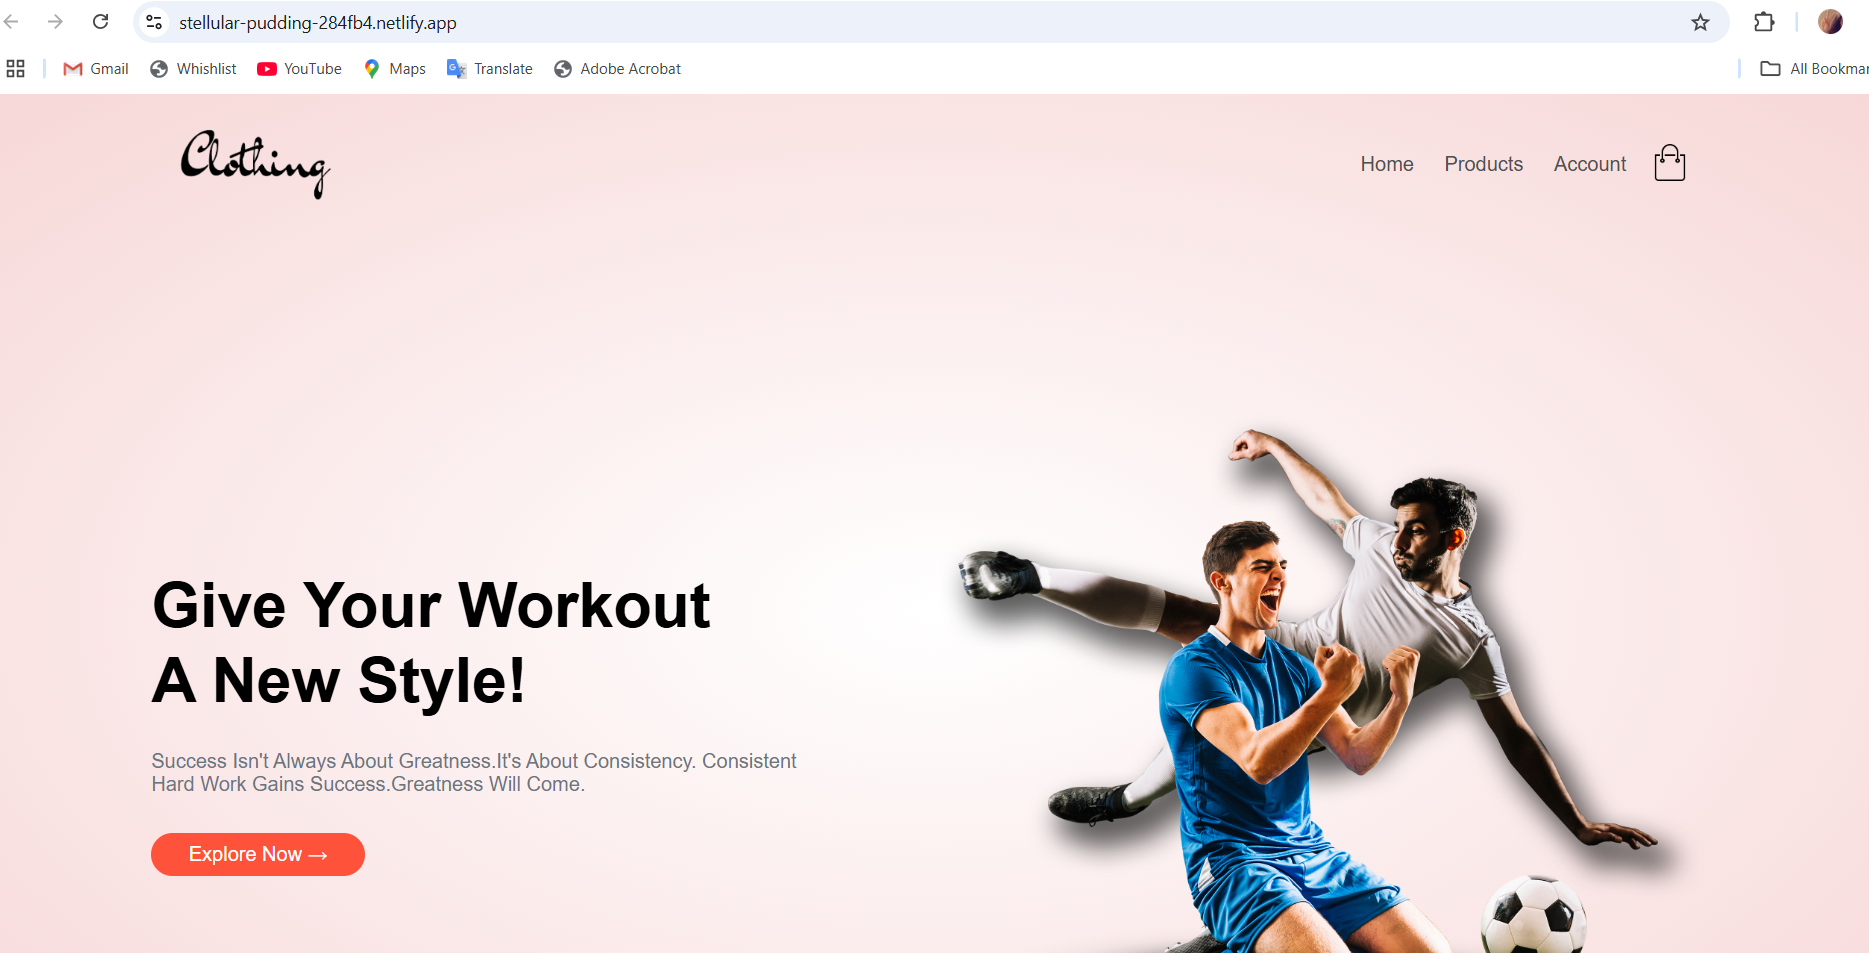 stellular-pudding-284fb4.netlify.app
Gmail Whishlist YouTube Maps Translate Adobe Acrobat All Bookmar
Clothing
Home Products Account
Give Your Workout
A New Style!
Success Isn't Always About Greatness.It's About Consistency. Consistent
Hard Work Gains Success.Greatness Will Come.
Explore Now →